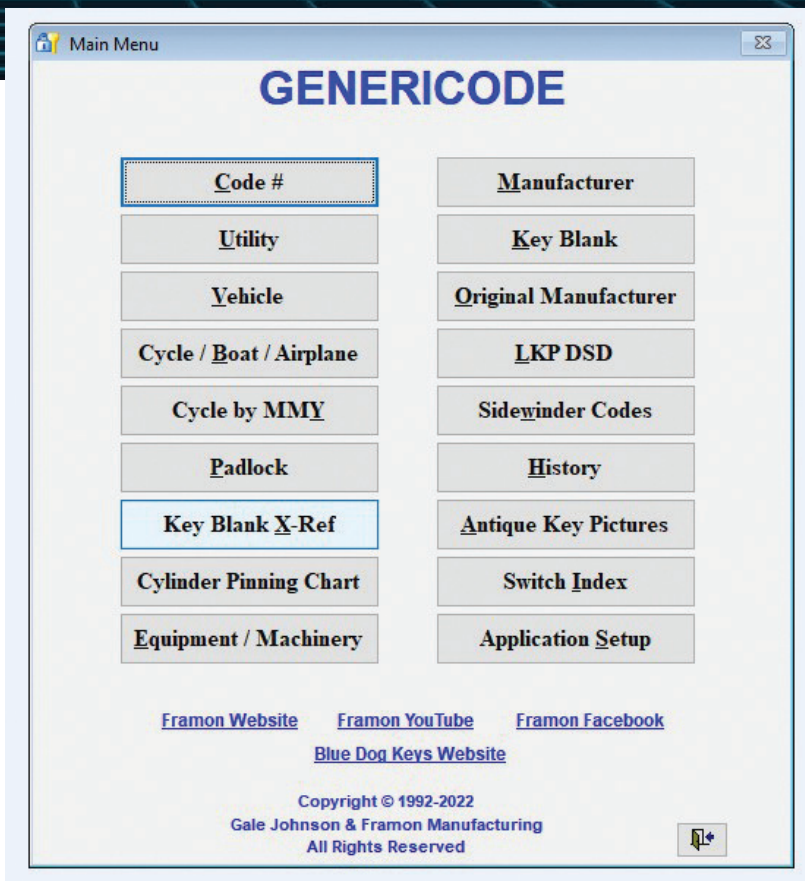 Main Menu
GENERICODE
Code #
Manufacturer
Utility
Key Blank
Vehicle
Original Manufacturer
Cycle / Boat / Airplane
LKP DSD
Cycle by MMY
Sidewinder Codes
Padlock
History
Key Blank X-Ref
Antique Key Pictures
Cylinder Pinning Chart
Switch Index
Equipment / Machinery
Application Setup
Framon Website
Framon YouTube
Framon Facebook
Blue Dog Keys Website
Copyright © 1992-2022
Gale Johnson & Framon Manufacturing
All Rights Reserved